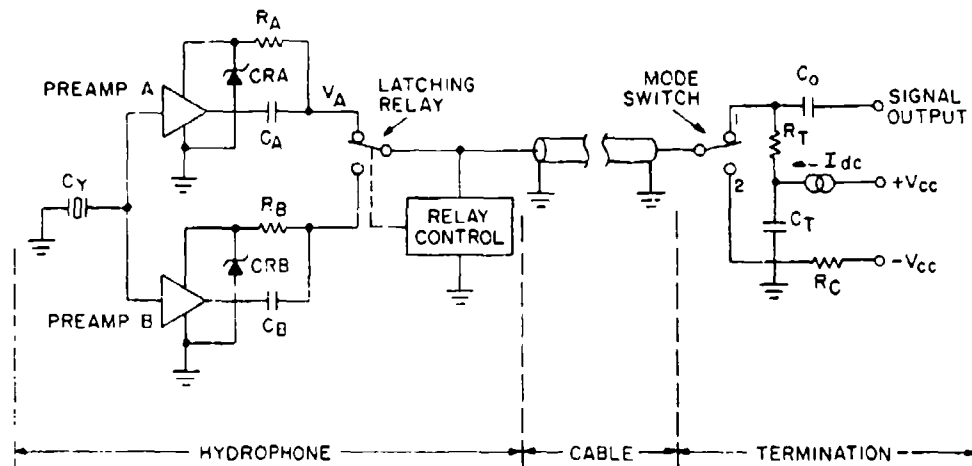 RA
PREAMP A
CRA
VA
LATCHING
RELAY
CA
CY
RB
RELAY
CONTROL
CRB
PREAMP B
CB
MODE
SWITCH
1
2
CO
SIGNAL
OUTPUT
RT
Idc
+VCC
CT
-VCC
RC
HYDROPHONE
CABLE
TERMINATION